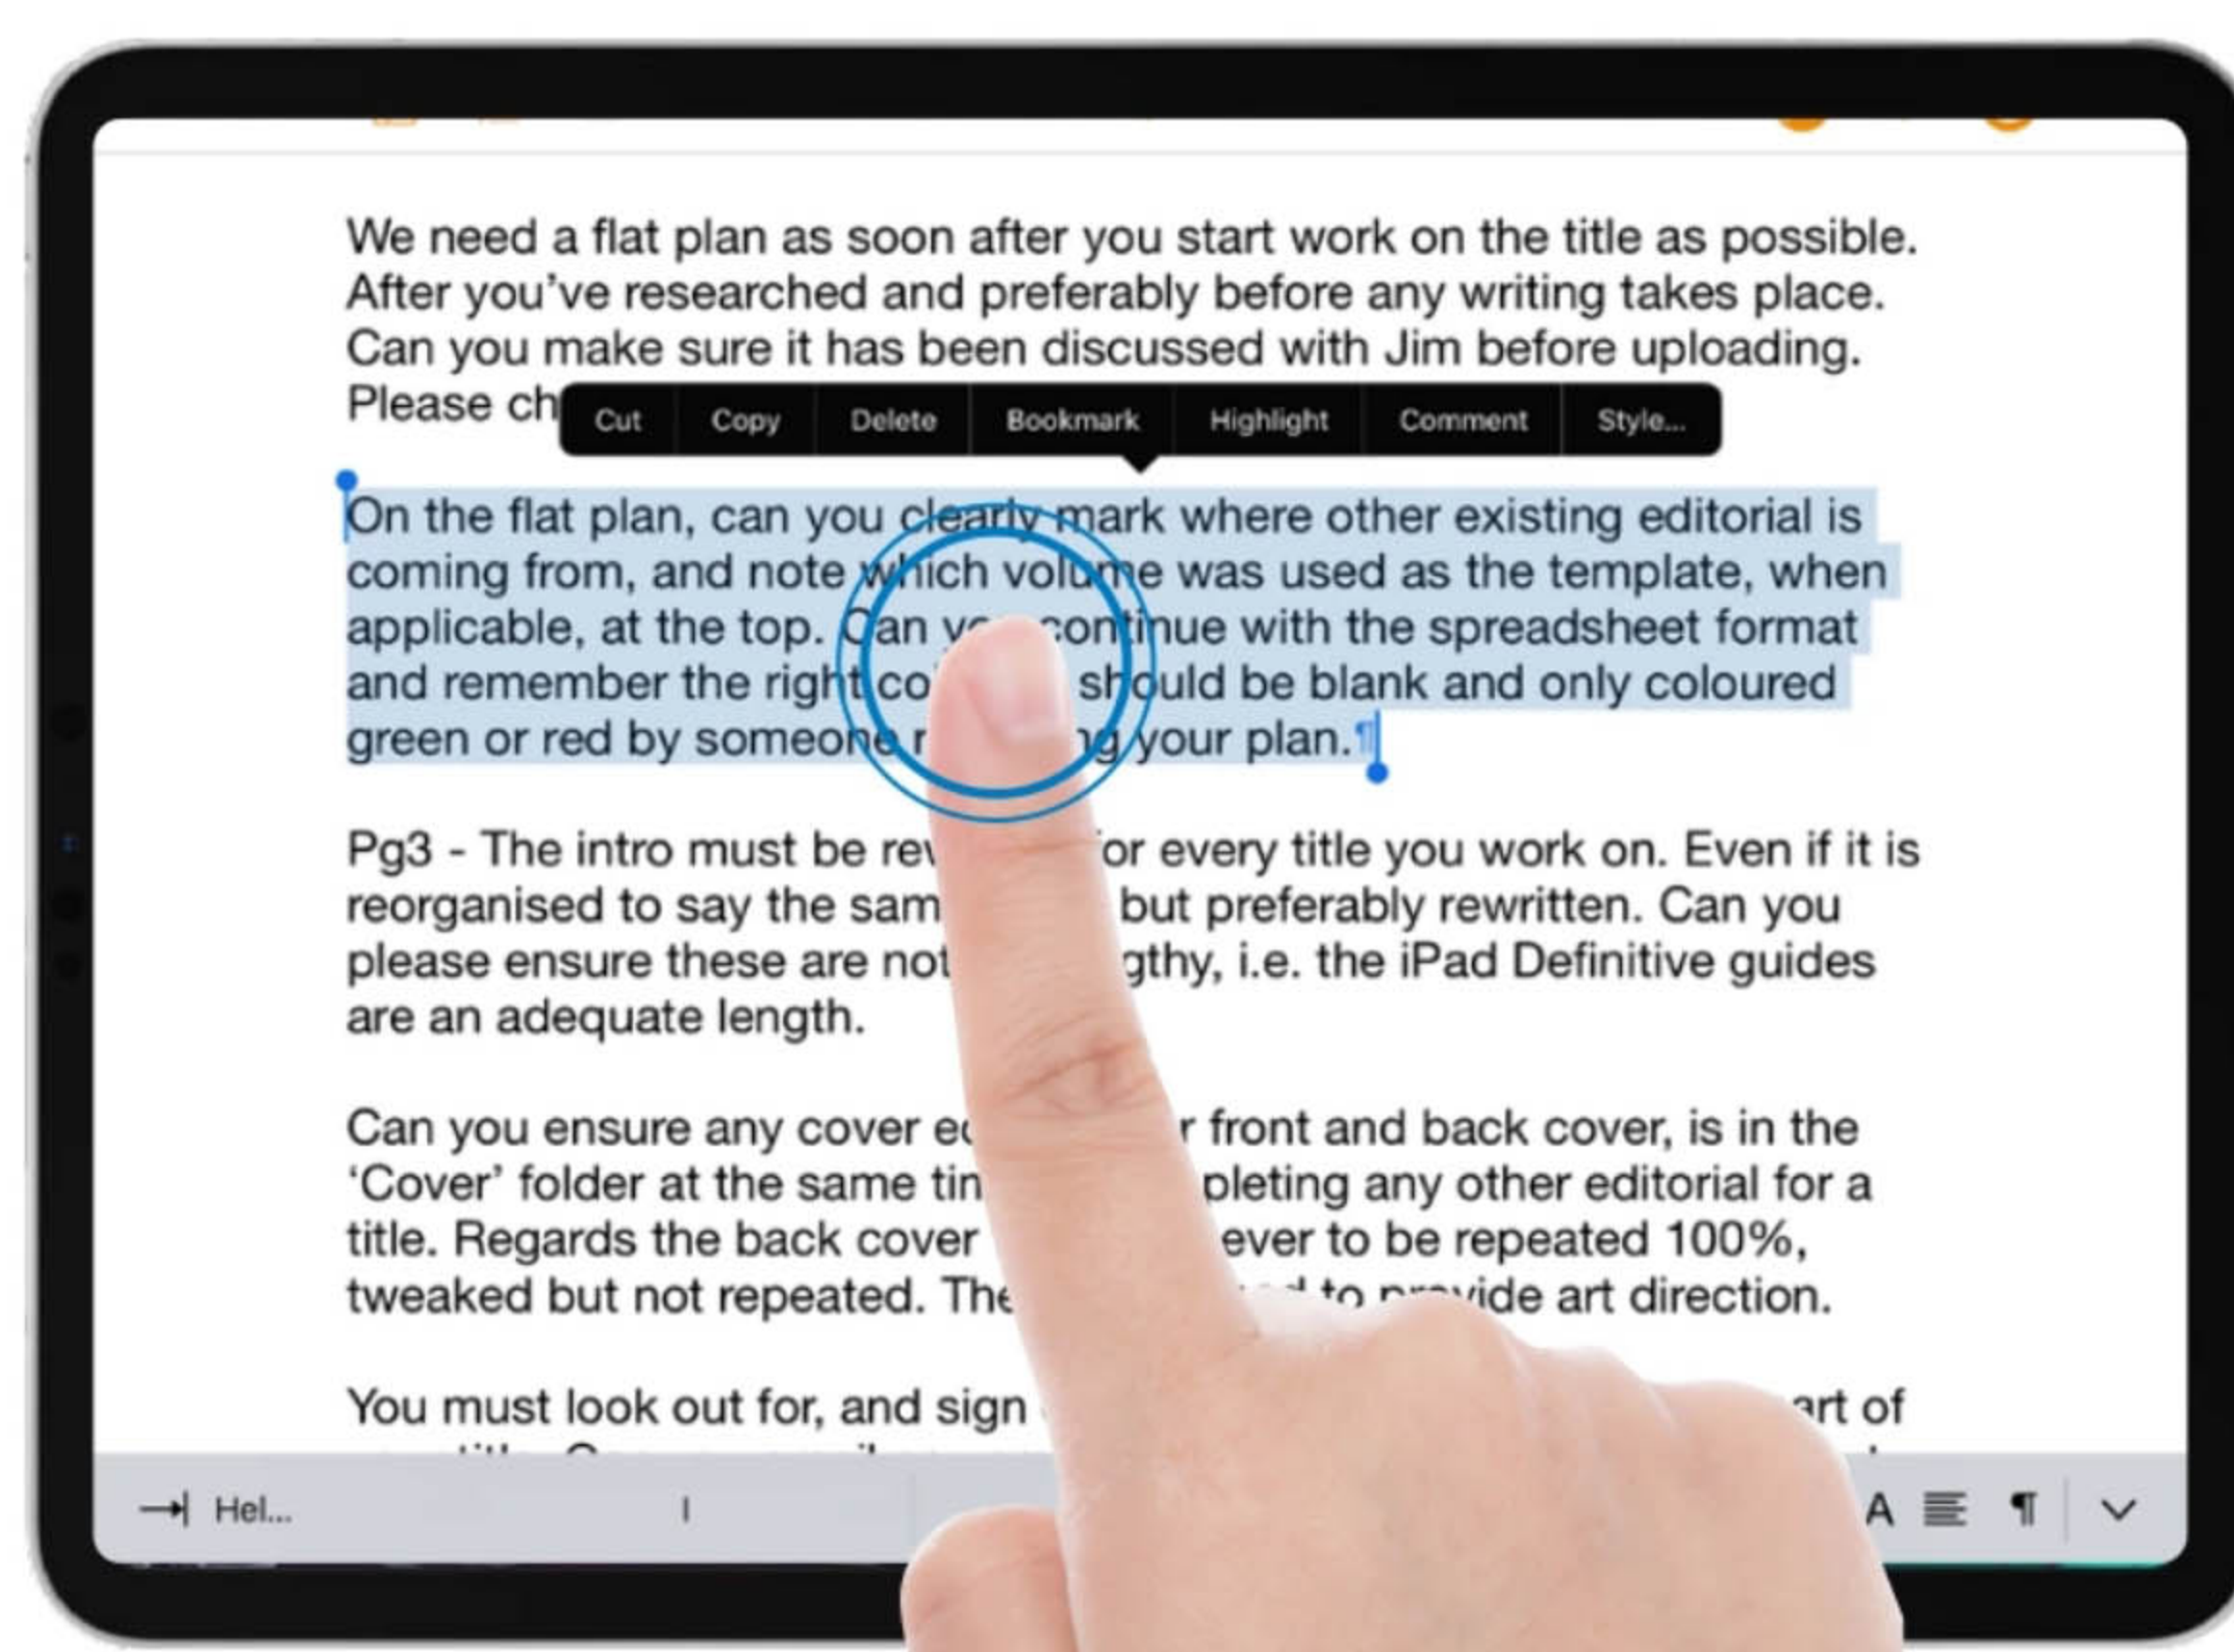 We need a flat plan as soon after you start work on the title as possible.
After you’ve researched and preferably before any writing takes place.
Can you make sure it has been discussed with Jim before uploading.
Please
Cut Copy Delete Bookmark Highlight Comment Style...
On the flat plan, can you clearly mark where other existing editorial is
coming from, and note which volume was used as the template, when
applicable, at the top. Can continue with the spreadsheet format
and remember the right should be blank and only coloured
green or red by someone your plan.¶
Pg3 - The intro must be every title you work on. Even if it is
reorganised to say the but preferably rewritten. Can you
please ensure these are not i.e. the iPad Definitive guides
are an adequate length.
Can you ensure any cover front and back cover, is in the
‘Cover’ folder at the same any other editorial for a
title. Regards the back cover to be repeated 100%,
tweaked but not repeated. to provide art direction.
You must look out for, and sign of
Hel... I A ¶